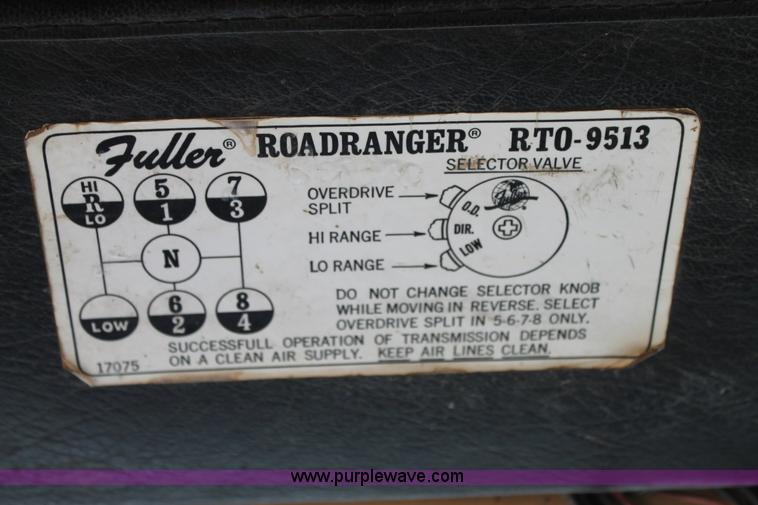 Fuller® ROADRANGER® RTO-9513
SELECTOR VALVE
HI
R
LO
5
1
7
3
N
LOW
6
2
8
4
OVERDRIVE
SPLIT
HI RANGE
LO RANGE
O.D.
DIR.
LOW
Fuller
®
DO NOT CHANGE SELECTOR KNOB
WHILE MOVING IN REVERSE. SELECT
OVERDRIVE SPLIT IN 5-6-7-8 ONLY.
SUCCESSFULL OPERATION OF TRANSMISSION DEPENDS
ON A CLEAN AIR SUPPLY. KEEP AIR LINES CLEAN.
17075
www.purplewave.com